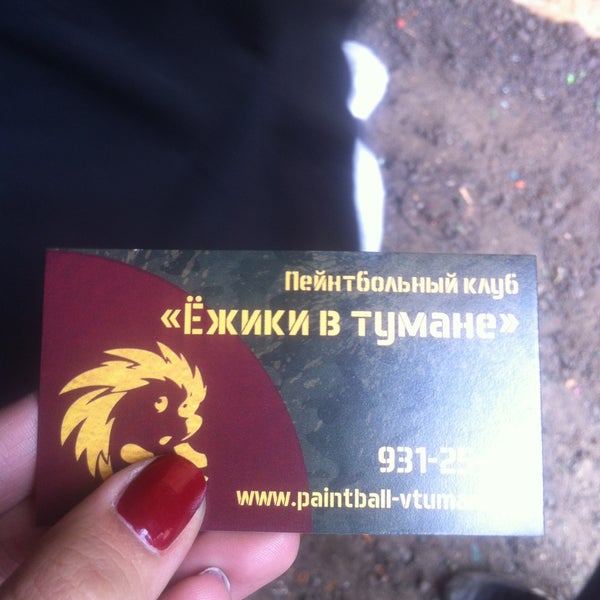 Пейнтбольный клуб
«Ёжики в тумане»
931-25
www.paintball-vtuma